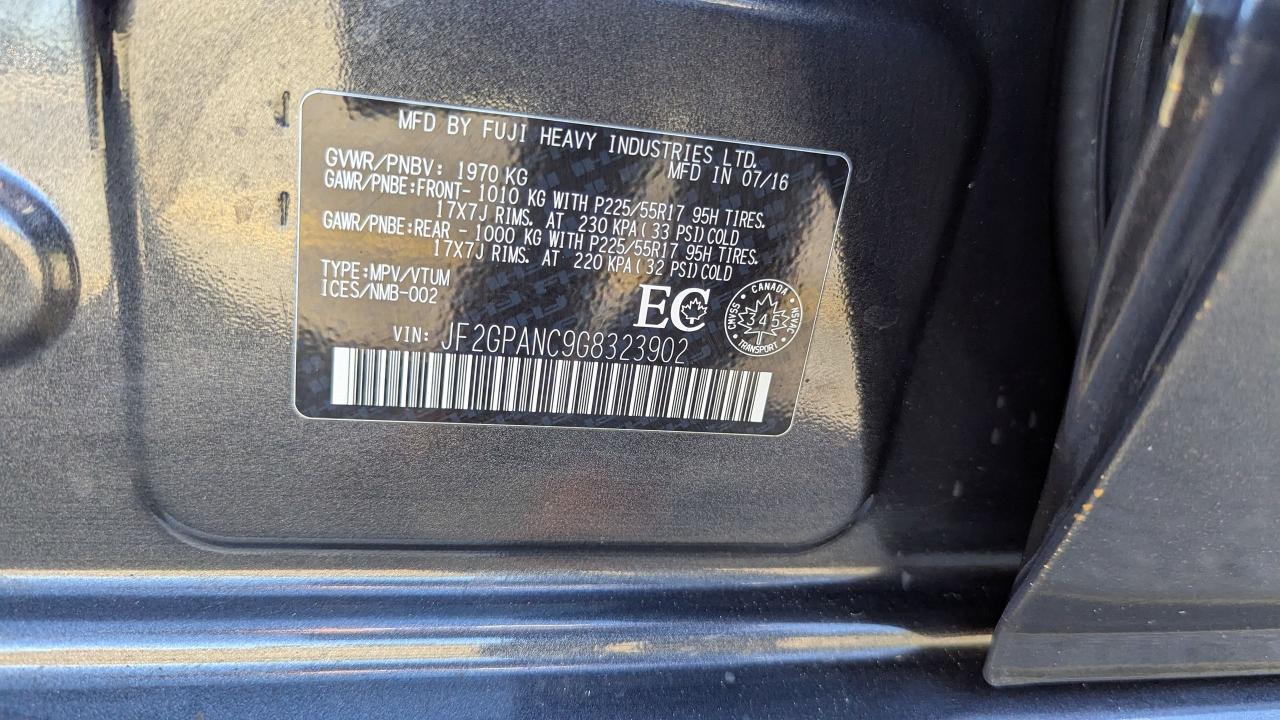 MFD BY FUJI HEAVY INDUSTRIES LTD.
GVWR/PNBV: 1970 KG MFD IN 07/16
GAWR/PNBE:FRONT- 1010 KG WITH P225/55R17 95H TIRES.
17X7J RIMS. AT 230 KPA(33 PSI)COLD
GAWR/PNBE:REAR - 1000 KG WITH P225/55R17 95H TIRES.
17X7J RIMS. AT 220 KPA(32 PSI)COLD
TYPE:MPV/VTUM
ICES/NMB-002
EC
CANADA
CMVSS
345
NSVAC
TRANSPORT
VIN: JF2GPANC9G8323902